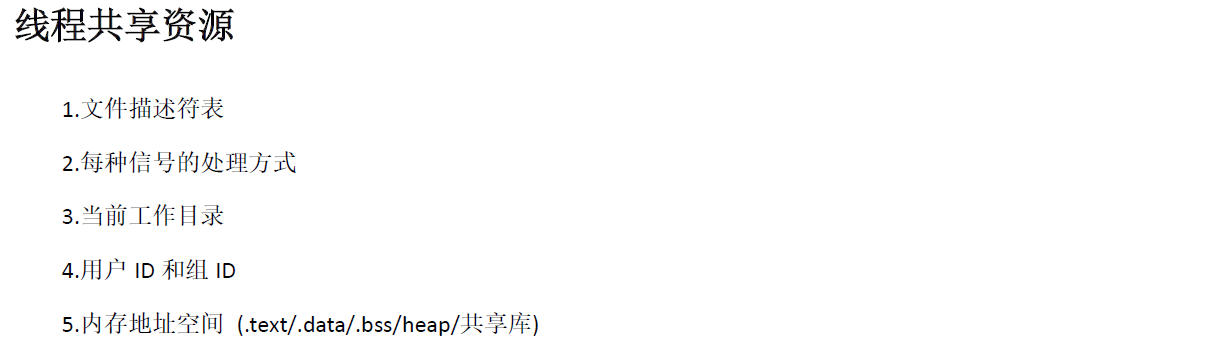 线程共享资源
1.文件描述符表
2.每种信号的处理方式
3.当前工作目录
4.用户 ID 和组 ID
5.内存地址空间 (.text/.data/.bss/heap/共享库)